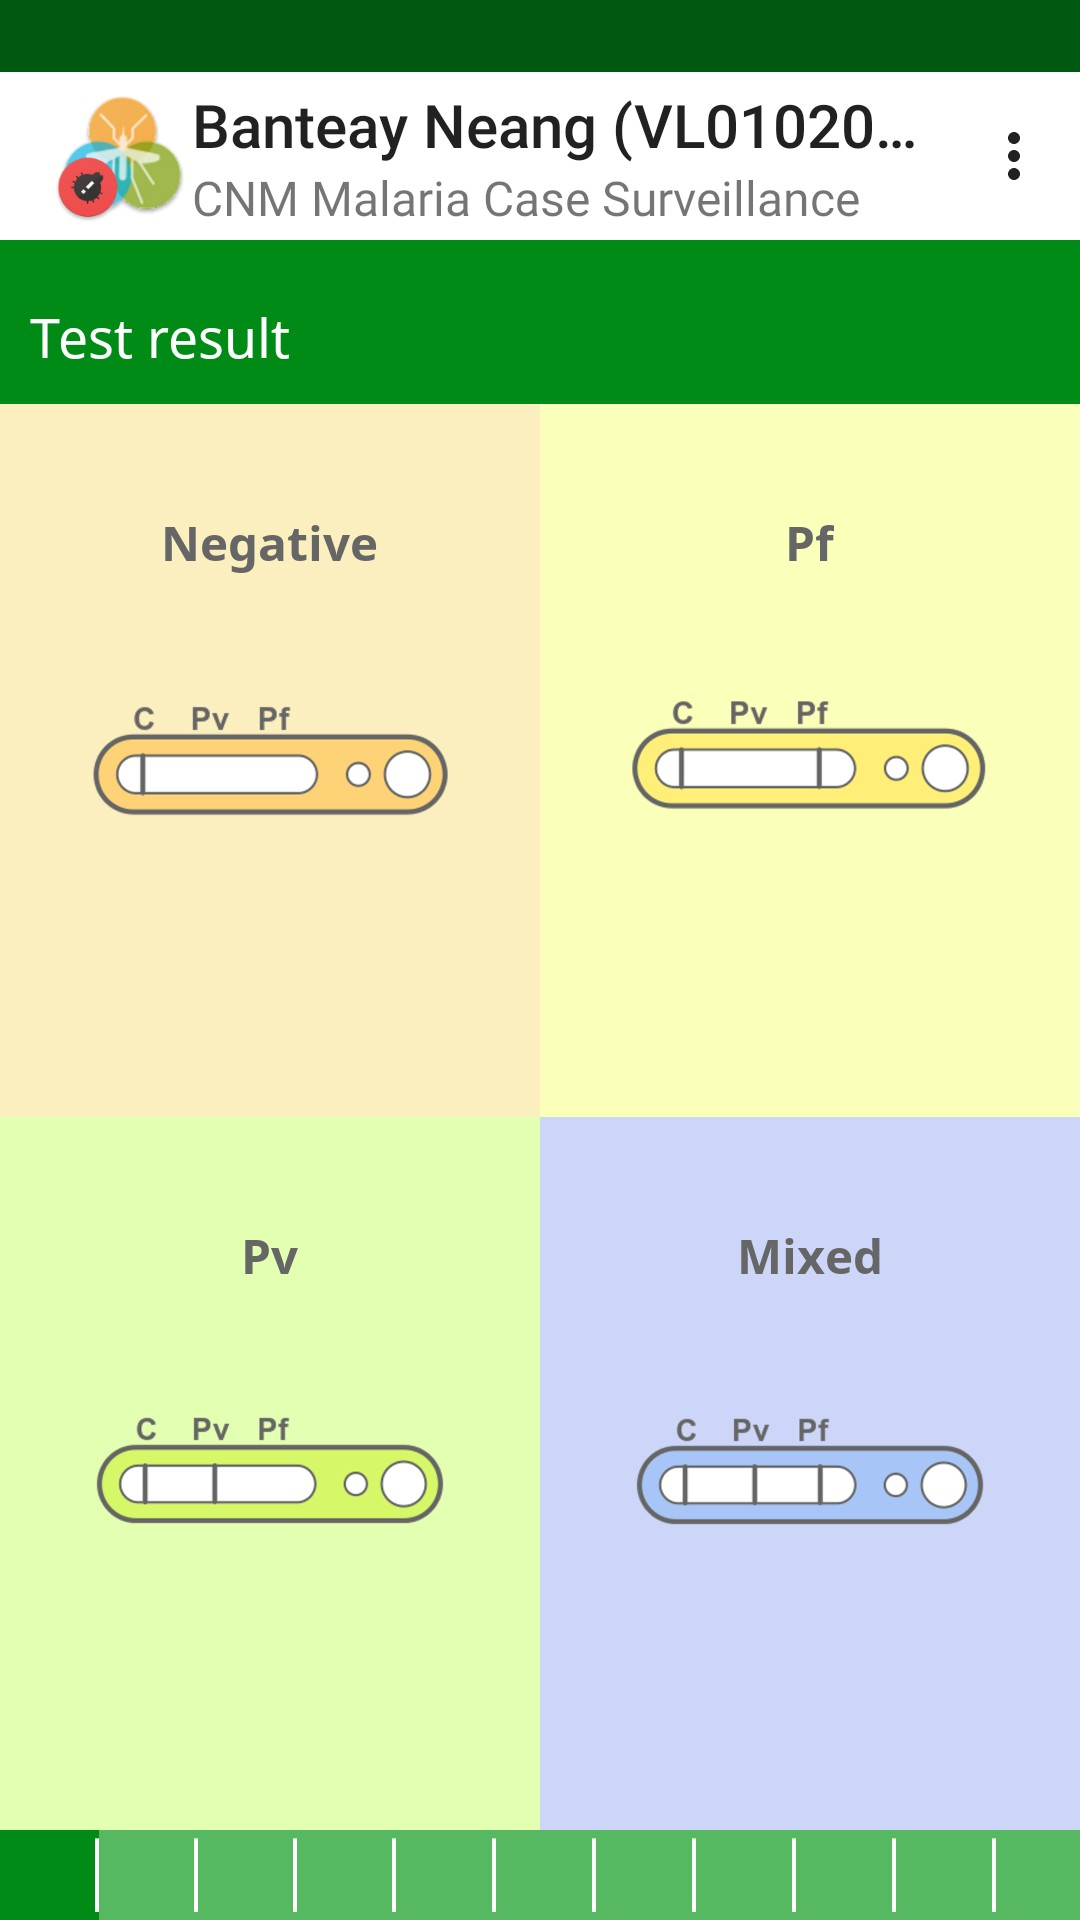 Banteay Neang (VL01020…
CNM Malaria Case Surveillance
Test result
Negative
C Pv Pf
Pf
C Pv Pf
Pv
C Pv Pf
Mixed
C Pv Pf